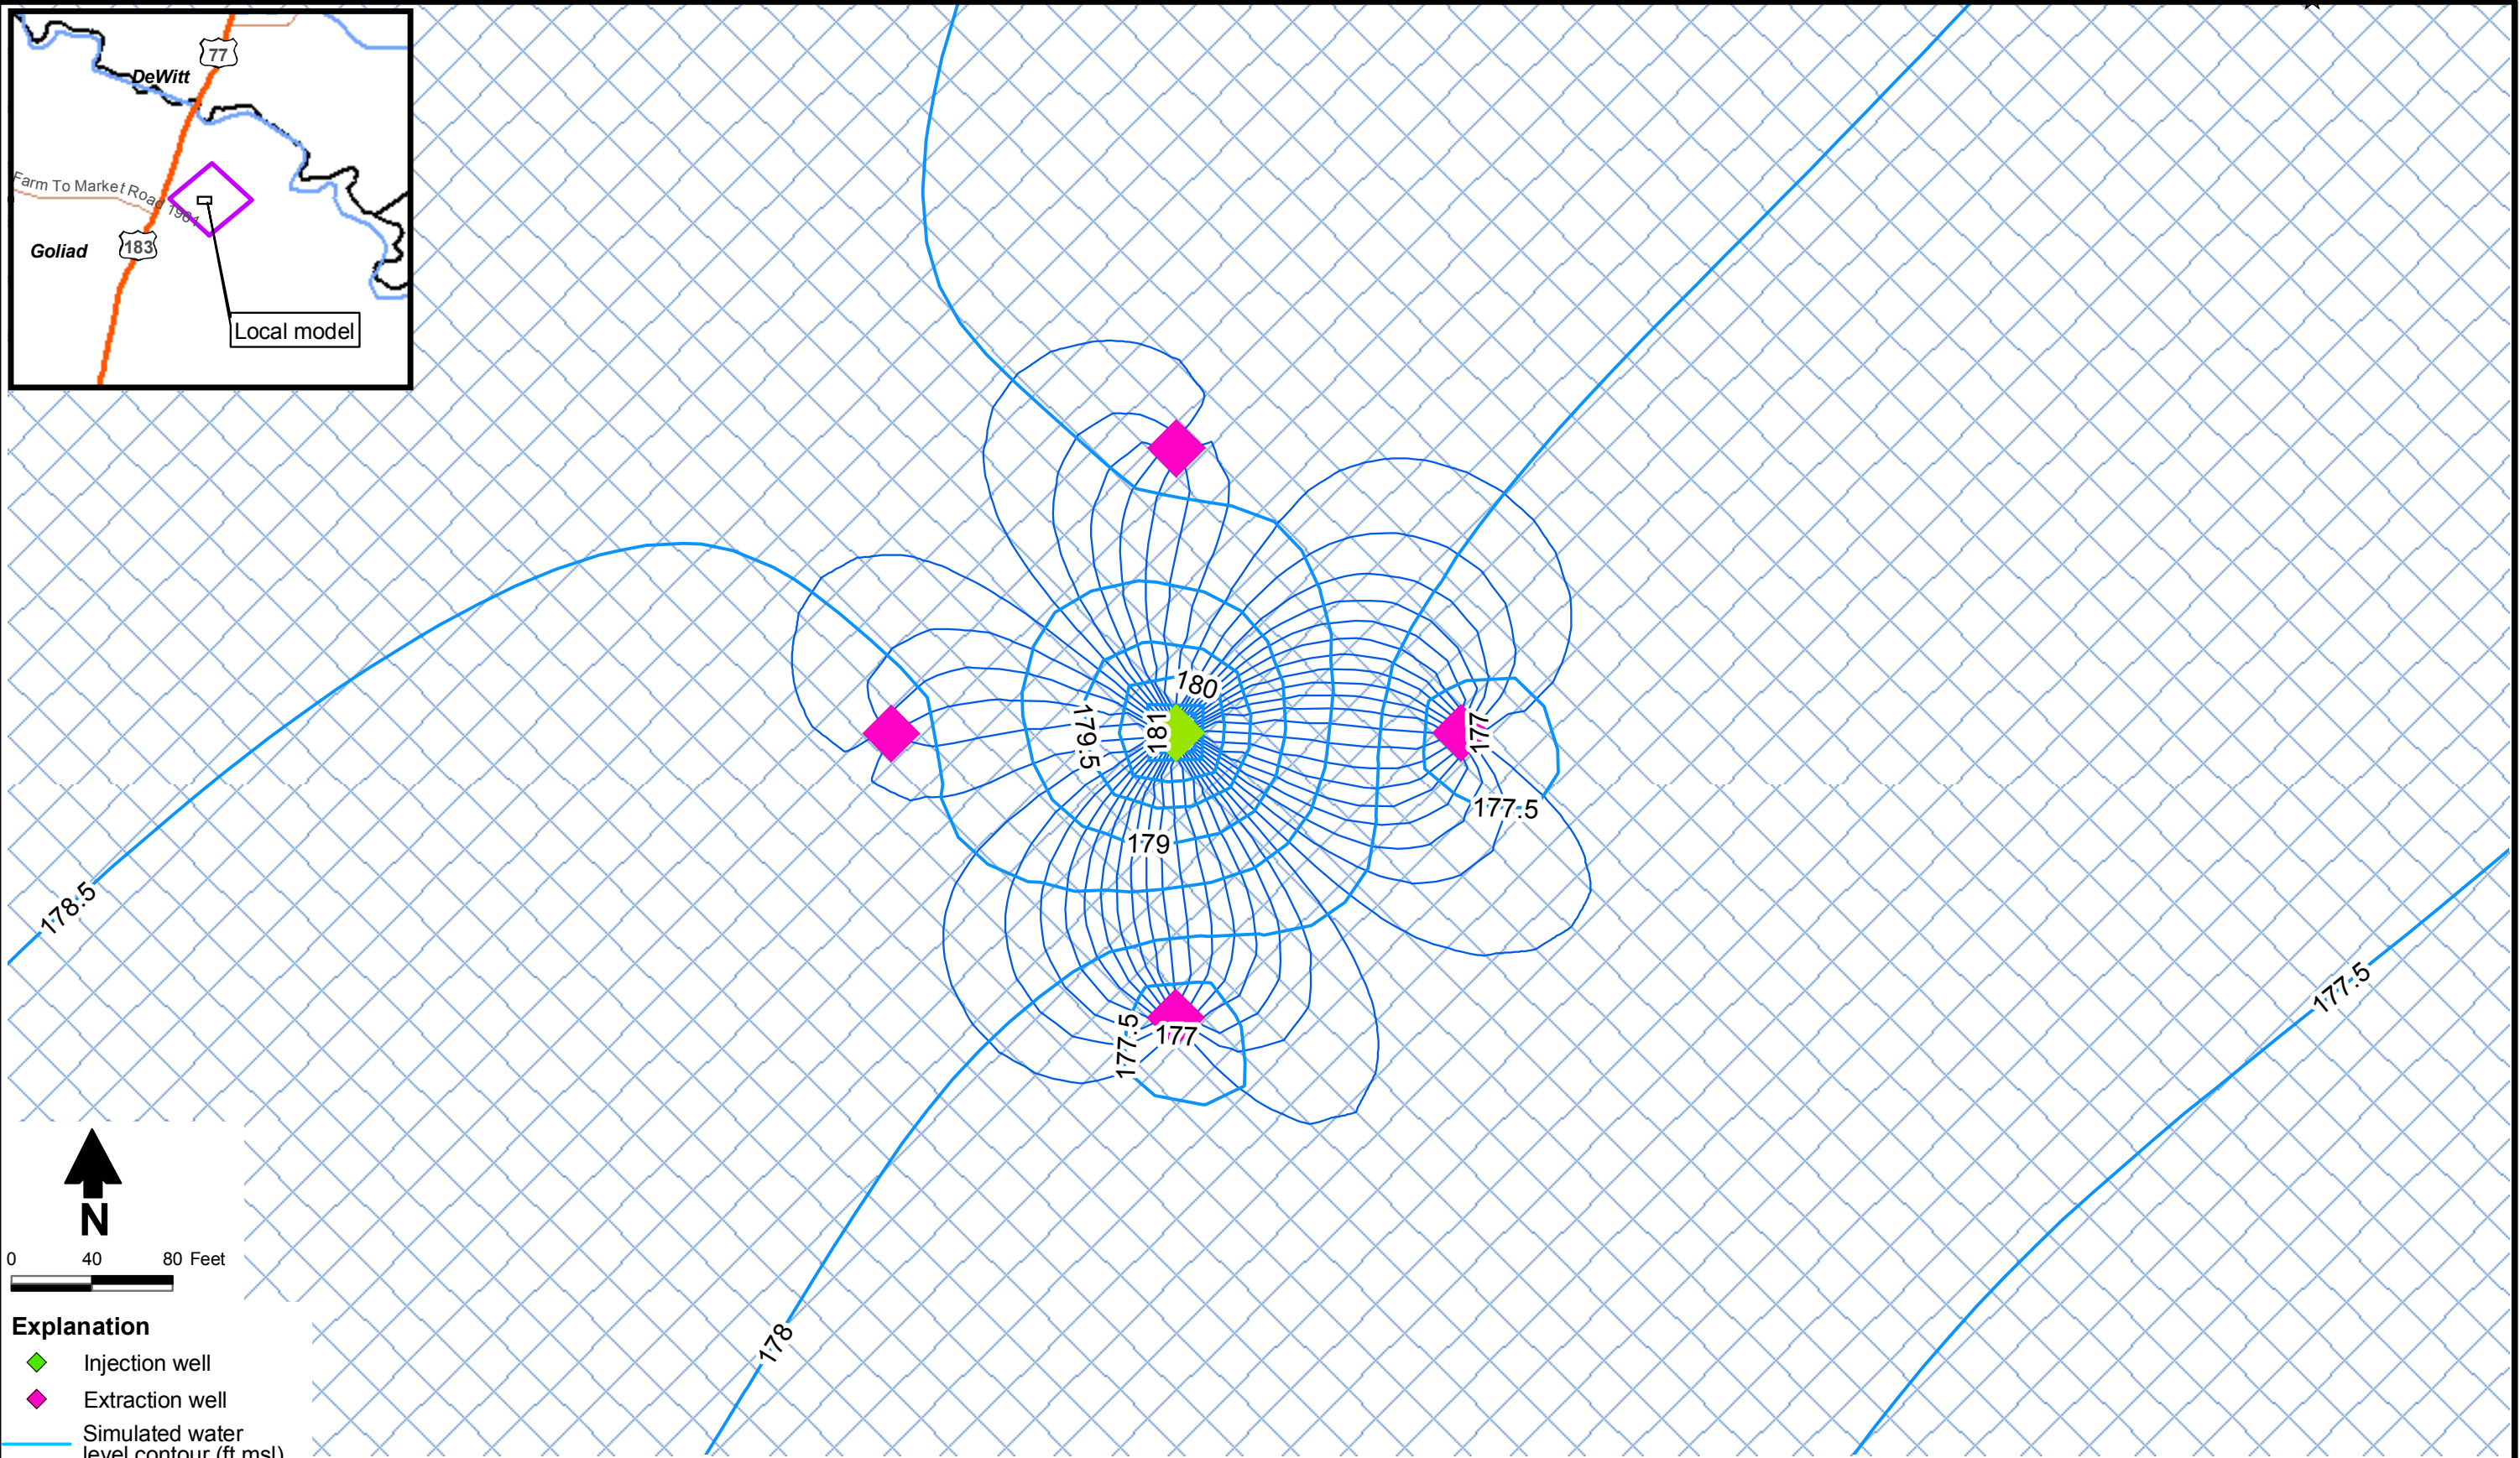 77
DeWitt
Farm To Market Road 1961
Goliad
183
Local model
180
181
179.5
177
177.5
179
178.5
177.5
177.5
177
178
N
0 40 80 Feet
Explanation
Injection well
Extraction well
Simulated water
level contour (ft msl)